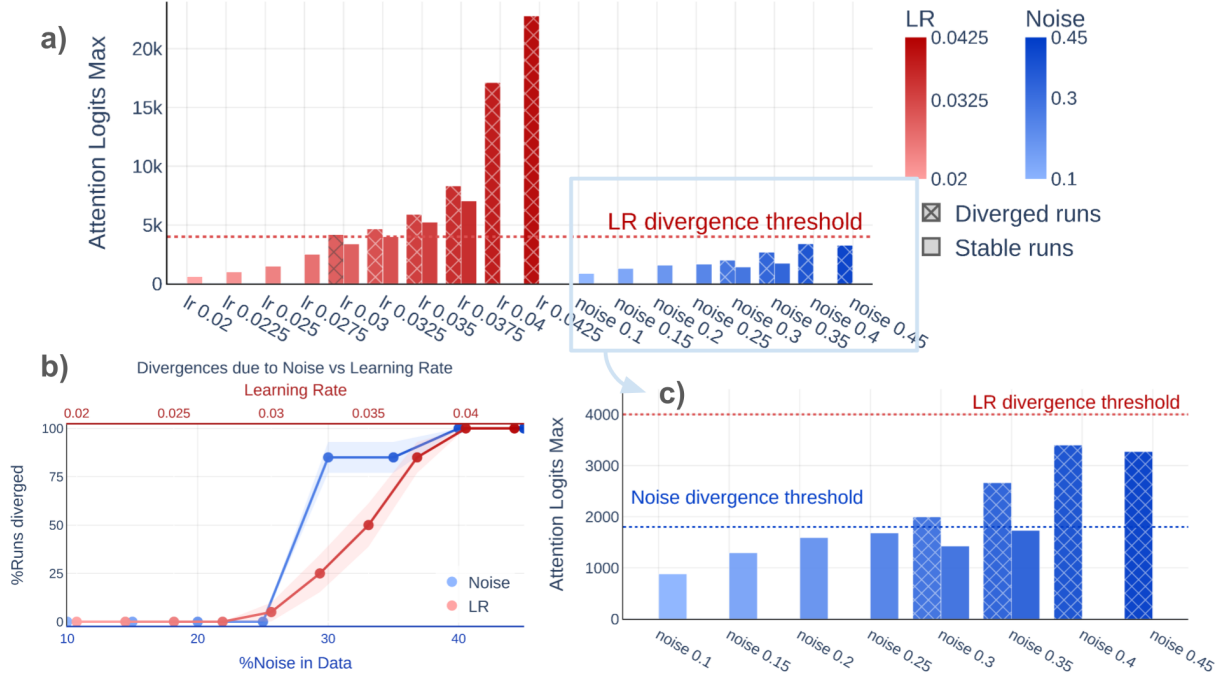 a)
Attention Logits Max
20k
15k
10k
5k
0
LR divergence threshold
lr 0.02
lr 0.0225
lr 0.025
lr 0.0275
lr 0.03
lr 0.0325
lr 0.035
lr 0.0375
lr 0.04
lr 0.0425
noise 0.1
noise 0.15
noise 0.2
noise 0.25
noise 0.3
noise 0.35
noise 0.4
noise 0.45
LR
0.0425
0.0325
0.02
Noise
0.45
0.3
0.1
Diverged runs
Stable runs
b)
Divergences due to Noise vs Learning Rate
Learning Rate
0.02 0.025 0.03 0.035 0.04
%Runs diverged
100
75
50
25
0
Noise
LR
10 20 30 40
%Noise in Data
c)
Attention Logits Max
4000
3000
2000
1000
0
LR divergence threshold
Noise divergence threshold
noise 0.1
noise 0.15
noise 0.2
noise 0.25
noise 0.3
noise 0.35
noise 0.4
noise 0.45